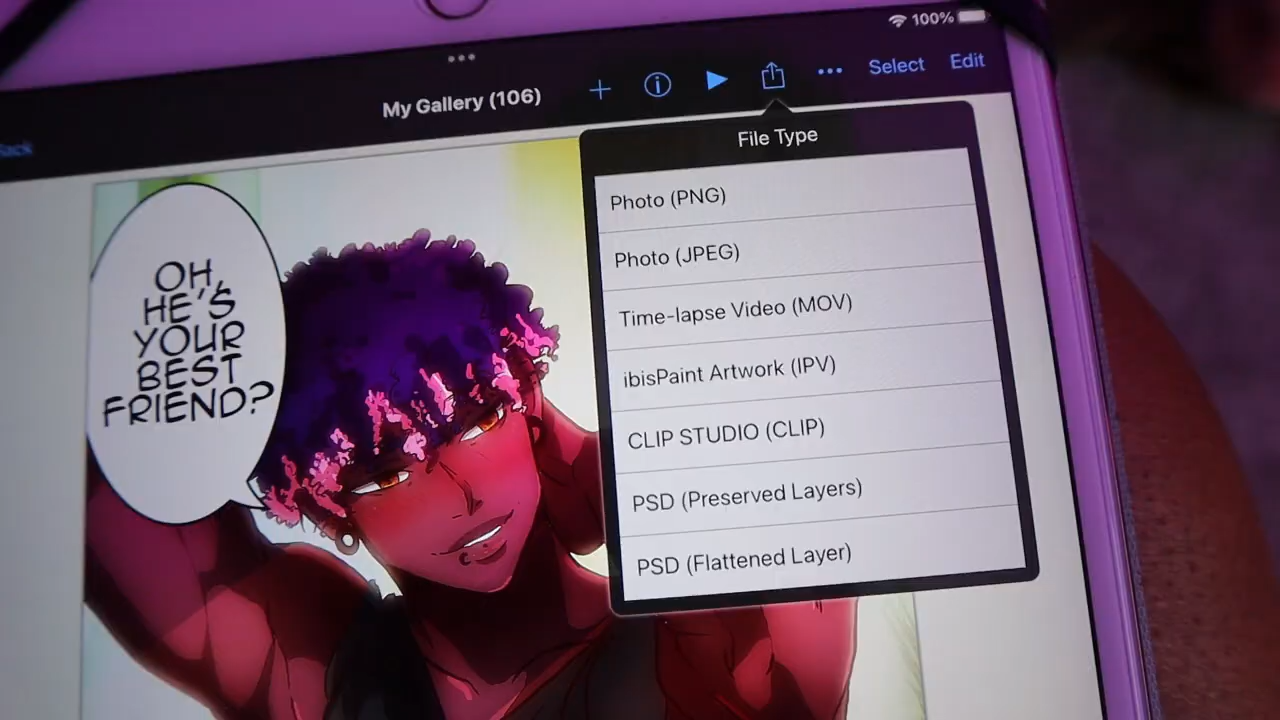 100%
Back
My Gallery (106)
Select
Edit
File Type
Photo (PNG)
Photo (JPEG)
Time-lapse Video (MOV)
ibisPaint Artwork (IPV)
CLIP STUDIO (CLIP)
PSD (Preserved Layers)
PSD (Flattened Layer)
OH,
HE'S
YOUR
BEST
FRIEND?